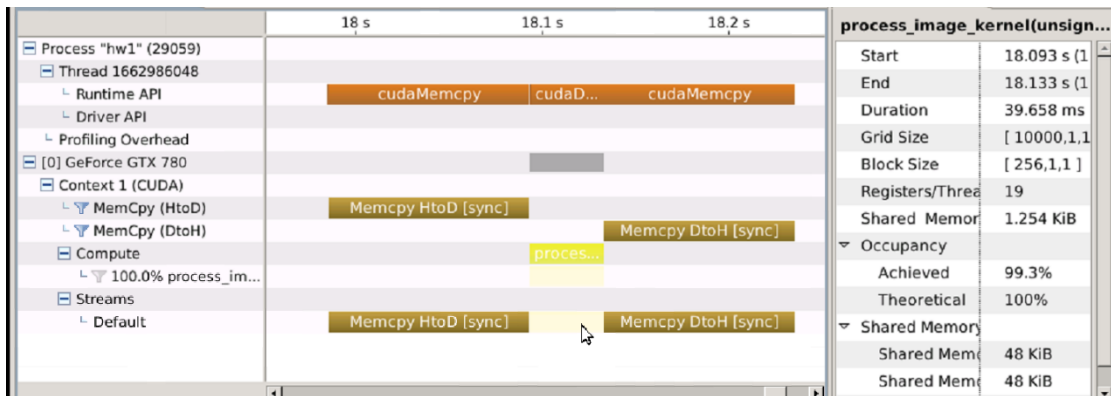 18 s 18.1 s 18.2 s
Process "hw1" (29059)
Thread 1662986048
Runtime API cudaMemcpy cudaD... cudaMemcpy
Driver API
Profiling Overhead
[0] GeForce GTX 780
Context 1 (CUDA)
MemCpy (HtoD) Memcpy HtoD [sync]
MemCpy (DtoH) Memcpy DtoH [sync]
Compute proces...
100.0% process_im...
Streams
Default Memcpy HtoD [sync] Memcpy DtoH [sync]
process_image_kernel(unsign...
Start 18.093 s (1
End 18.133 s (1
Duration 39.658 ms
Grid Size [ 10000,1,1
Block Size [ 256,1,1 ]
Registers/Threa 19
Shared Memor 1.254 KiB
Occupancy
Achieved 99.3%
Theoretical 100%
Shared Memory
Shared Mem 48 KiB
Shared Mem 48 KiB